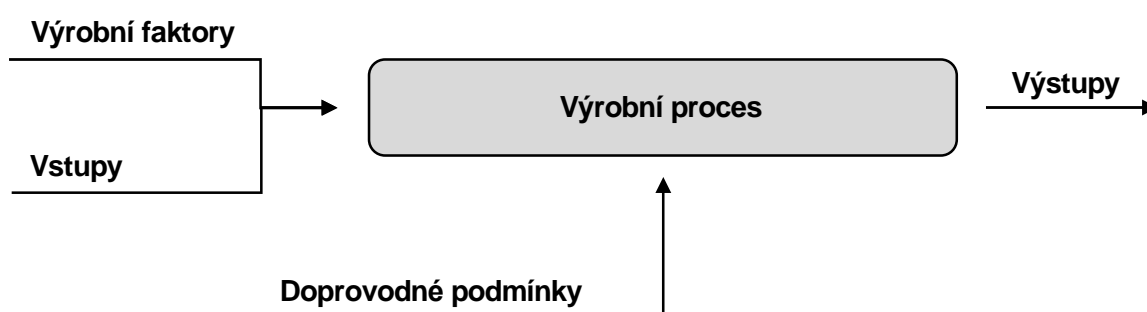 Výrobní faktory
Výstupy
Výrobní proces
Vstupy
Doprovodné podmínky